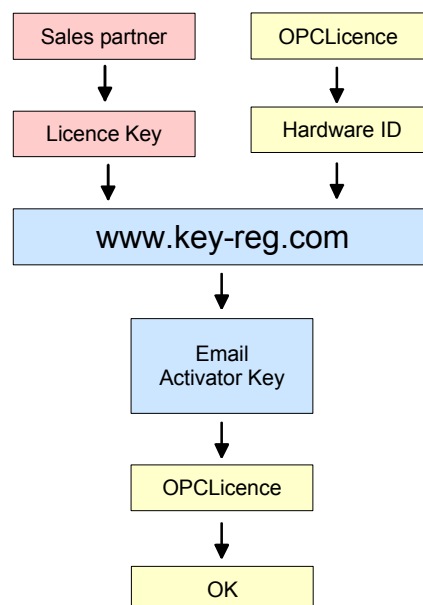 Sales partner
OPCLicence
Licence Key
Hardware ID
www.key-reg.com
Email
Activator Key
OPCLicence
OK